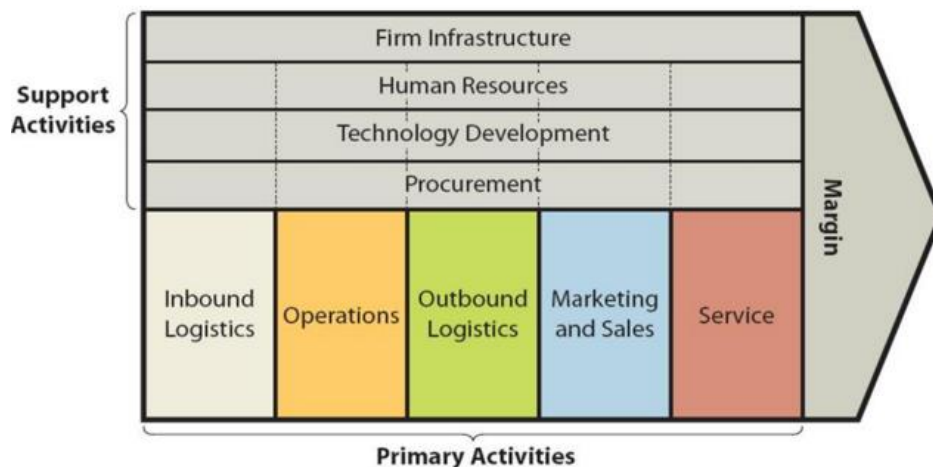 Firm Infrastructure
Human Resources
Technology Development
Procurement
Support
Activities
Inbound
Logistics
Operations
Outbound
Logistics
Marketing
and Sales
Service
Margin
Primary Activities